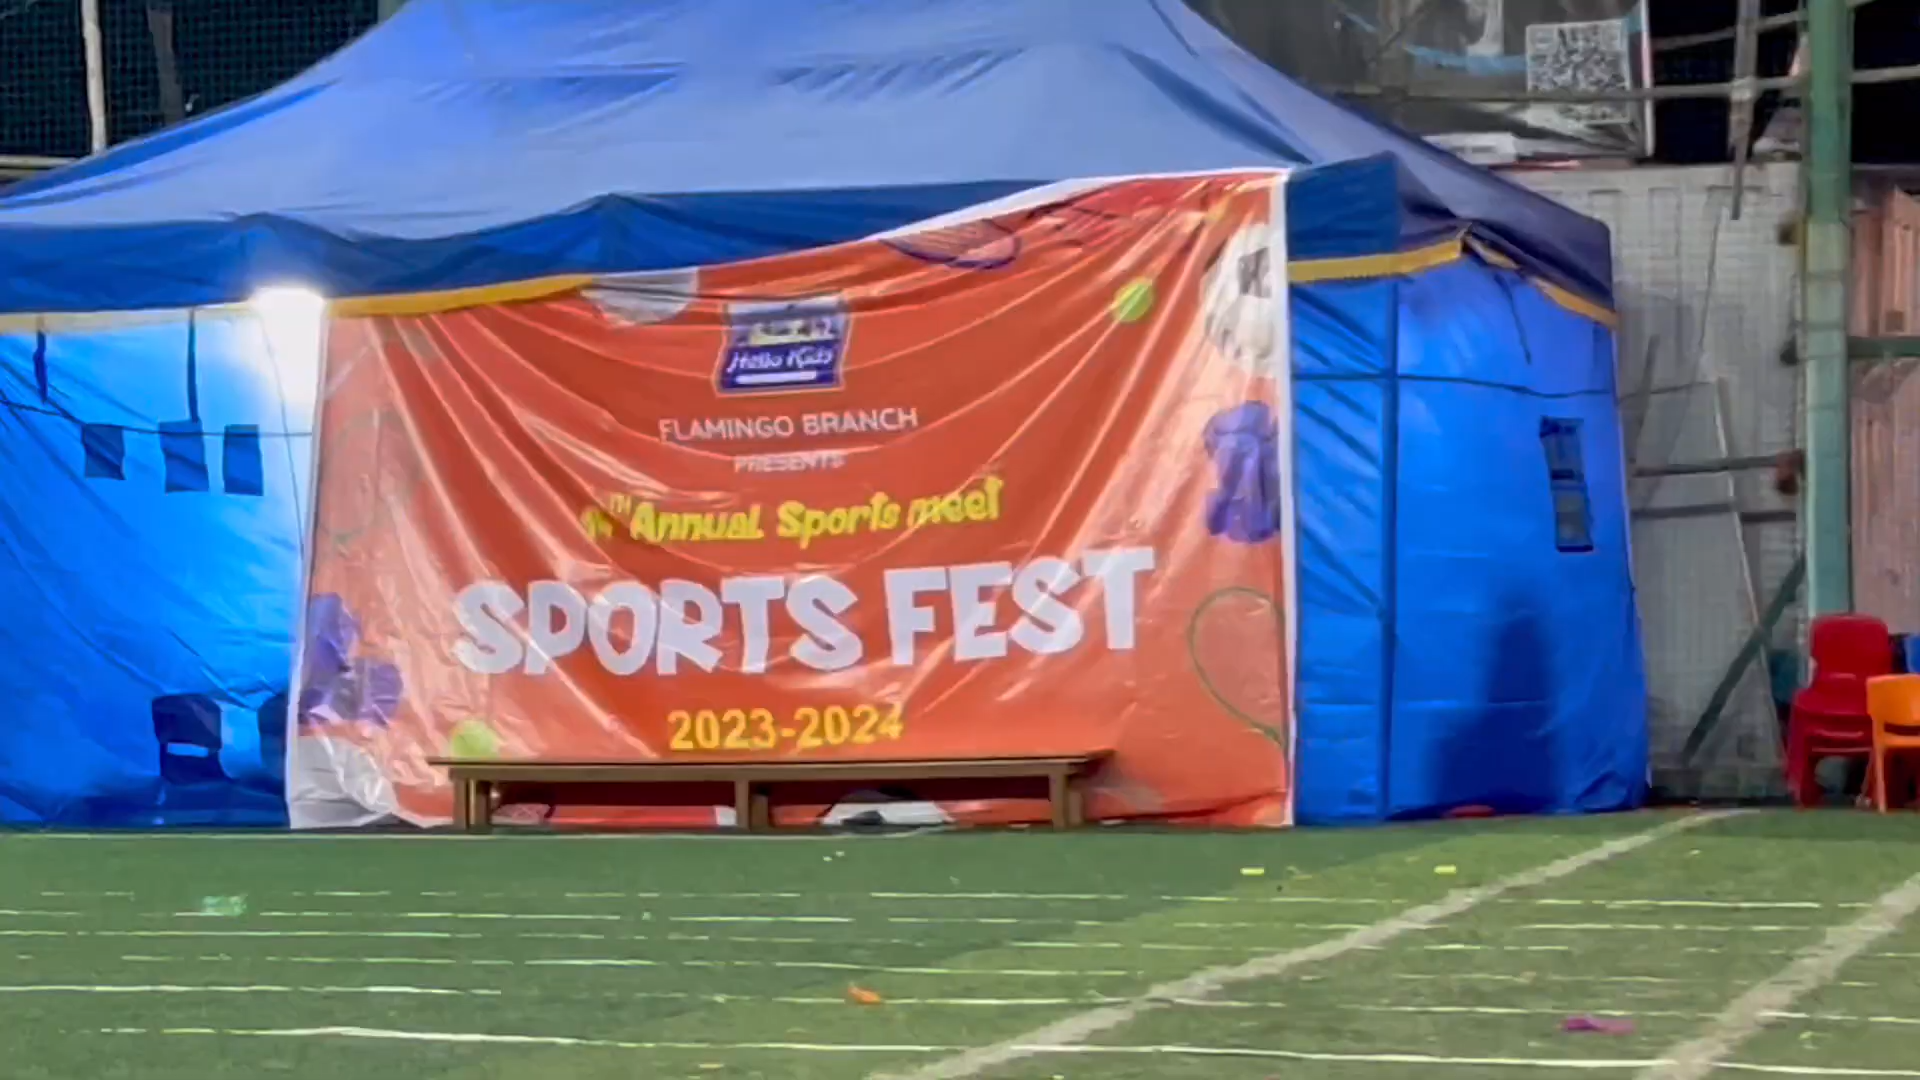 Hello Kids
FLAMINGO BRANCH
PRESENTS
Annual Sports meet
SPORTS FEST
2023-2024